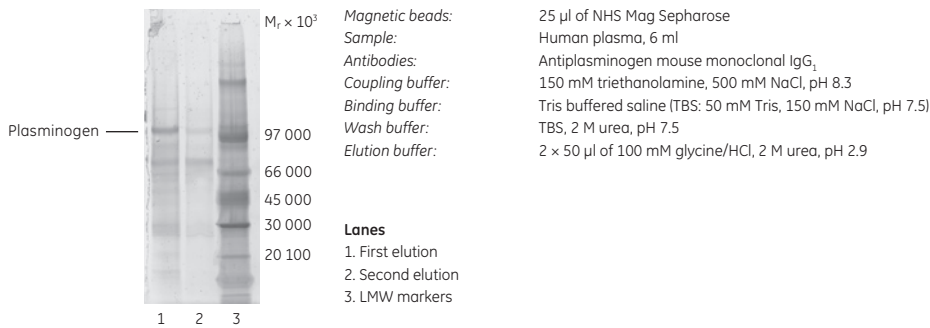 Mr × 10³
Plasminogen
97 000
66 000
45 000
30 000
20 100
1 2 3
Magnetic beads: 25 µl of NHS Mag Sepharose
Sample: Human plasma, 6 ml
Antibodies: Antiplasminogen mouse monoclonal IgG₁
Coupling buffer: 150 mM triethanolamine, 500 mM NaCl, pH 8.3
Binding buffer: Tris buffered saline (TBS: 50 mM Tris, 150 mM NaCl, pH 7.5)
Wash buffer: TBS, 2 M urea, pH 7.5
Elution buffer: 2 × 50 µl of 100 mM glycine/HCl, 2 M urea, pH 2.9
Lanes
1. First elution
2. Second elution
3. LMW markers